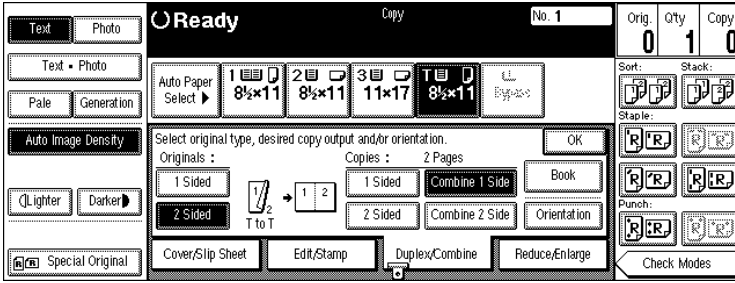 Text
Photo
Text • Photo
Pale
Generation
Auto Image Density
Lighter
Darker
Special Original
Ready
Copy
No. 1
Auto Paper
Select ▶
1
8½×11
2
8½×11
3
11×17
T
8½×11
Bypass
Select original type, desired copy output and/or orientation.
OK
Originals :
1 Sided
2 Sided
1
2
T to T
1 2
Copies :
2 Pages
1 Sided
Combine 1 Side
2 Sided
Combine 2 Side
Book
Orientation
Cover/Slip Sheet
Edit/Stamp
Duplex/Combine
Reduce/Enlarge
Orig.
Q'ty
Copy
0
1
0
Sort:
Stack:
Staple:
Punch:
Check Modes